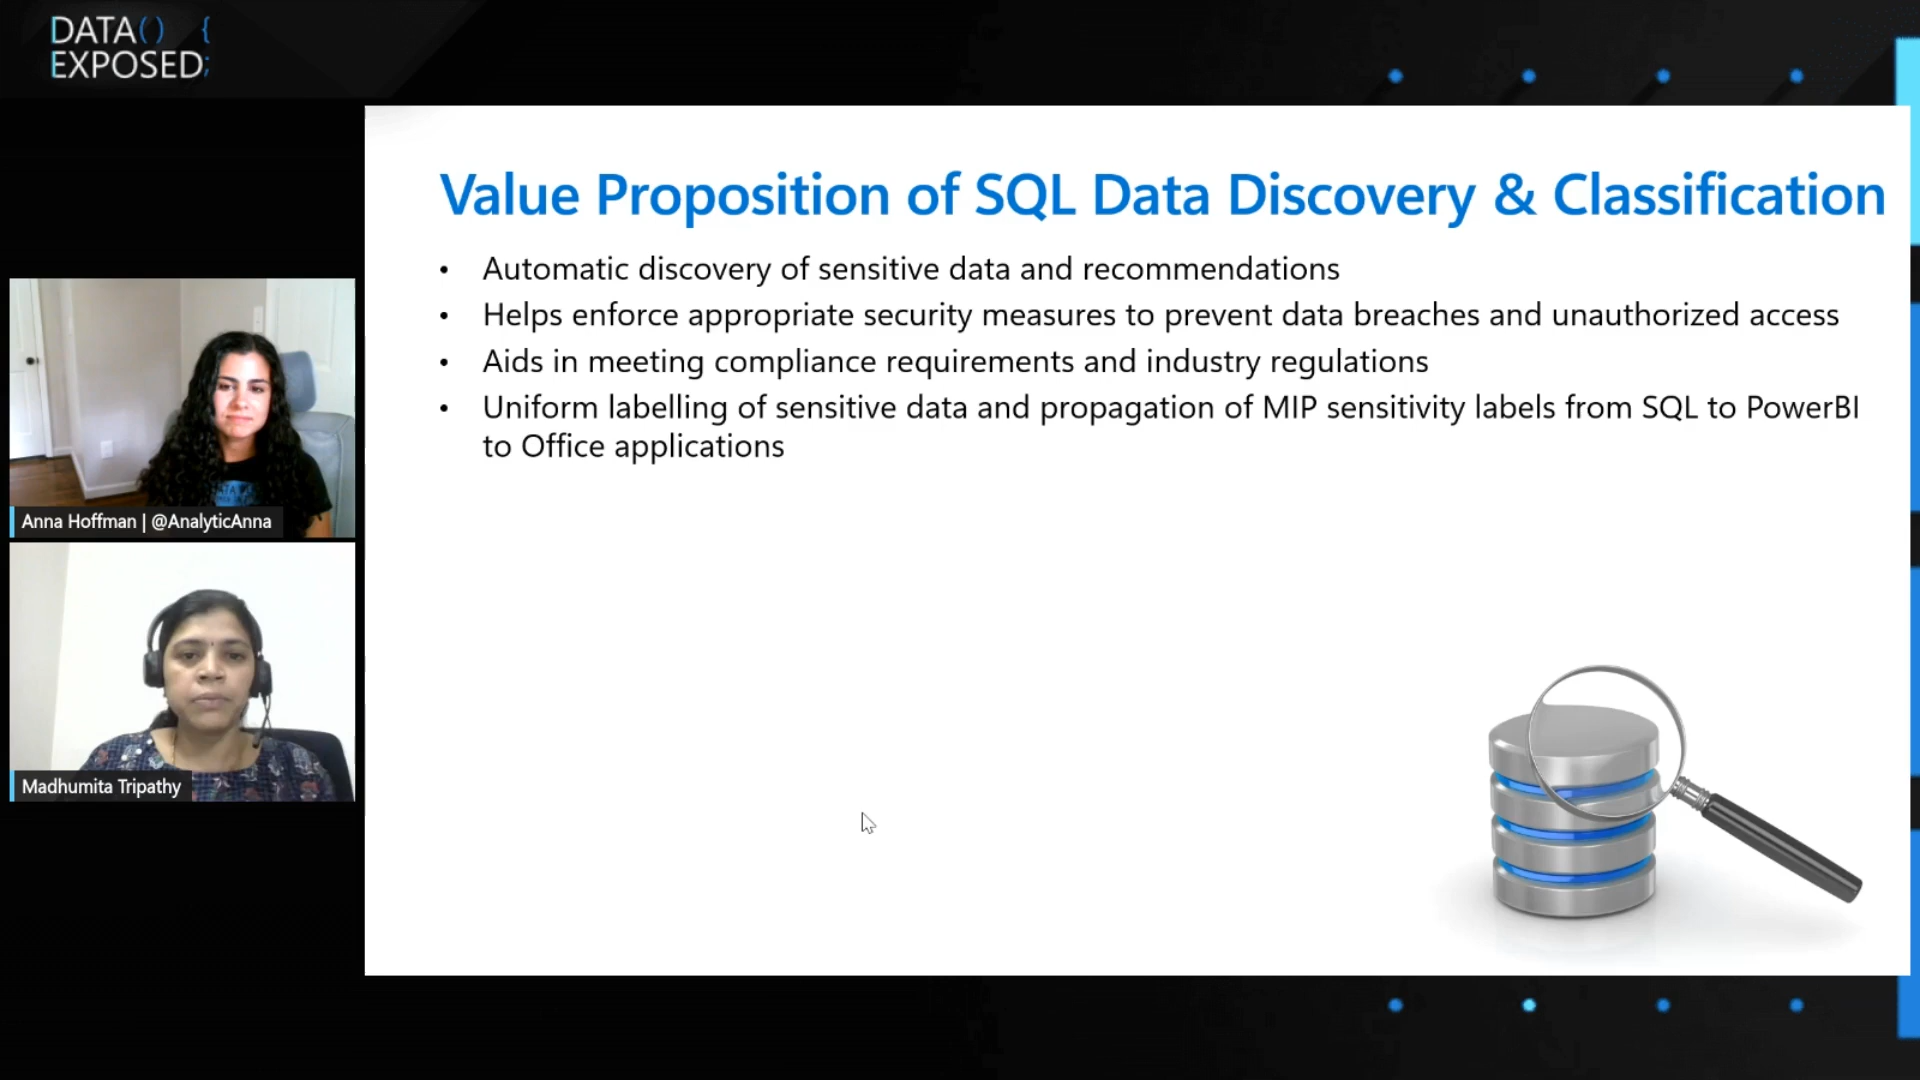 DATA() {
EXPOSED;
Value Proposition of SQL Data Discovery & Classification
• Automatic discovery of sensitive data and recommendations
• Helps enforce appropriate security measures to prevent data breaches and unauthorized access
• Aids in meeting compliance requirements and industry regulations
• Uniform labelling of sensitive data and propagation of MIP sensitivity labels from SQL to PowerBI
to Office applications
Anna Hoffman | @AnalyticAnna
Madhumita Tripathy